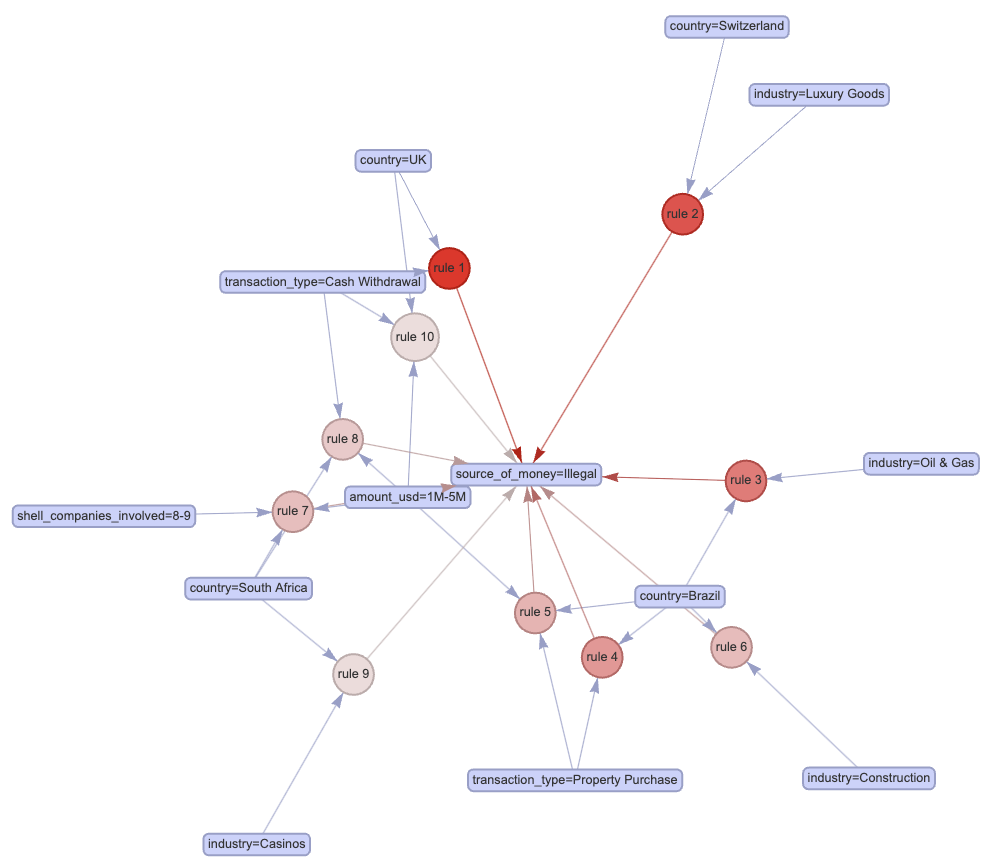 country=Switzerland
industry=Luxury Goods
country=UK
rule 2
rule 1
transaction_type=Cash Withdrawal
rule 10
rule 8
source_of_money=Illegal
industry=Oil & Gas
rule 3
amount_usd=1M-5M
rule 7
shell_companies_involved=8-9
country=South Africa
country=Brazil
rule 5
rule 6
rule 4
rule 9
transaction_type=Property Purchase
industry=Construction
industry=Casinos